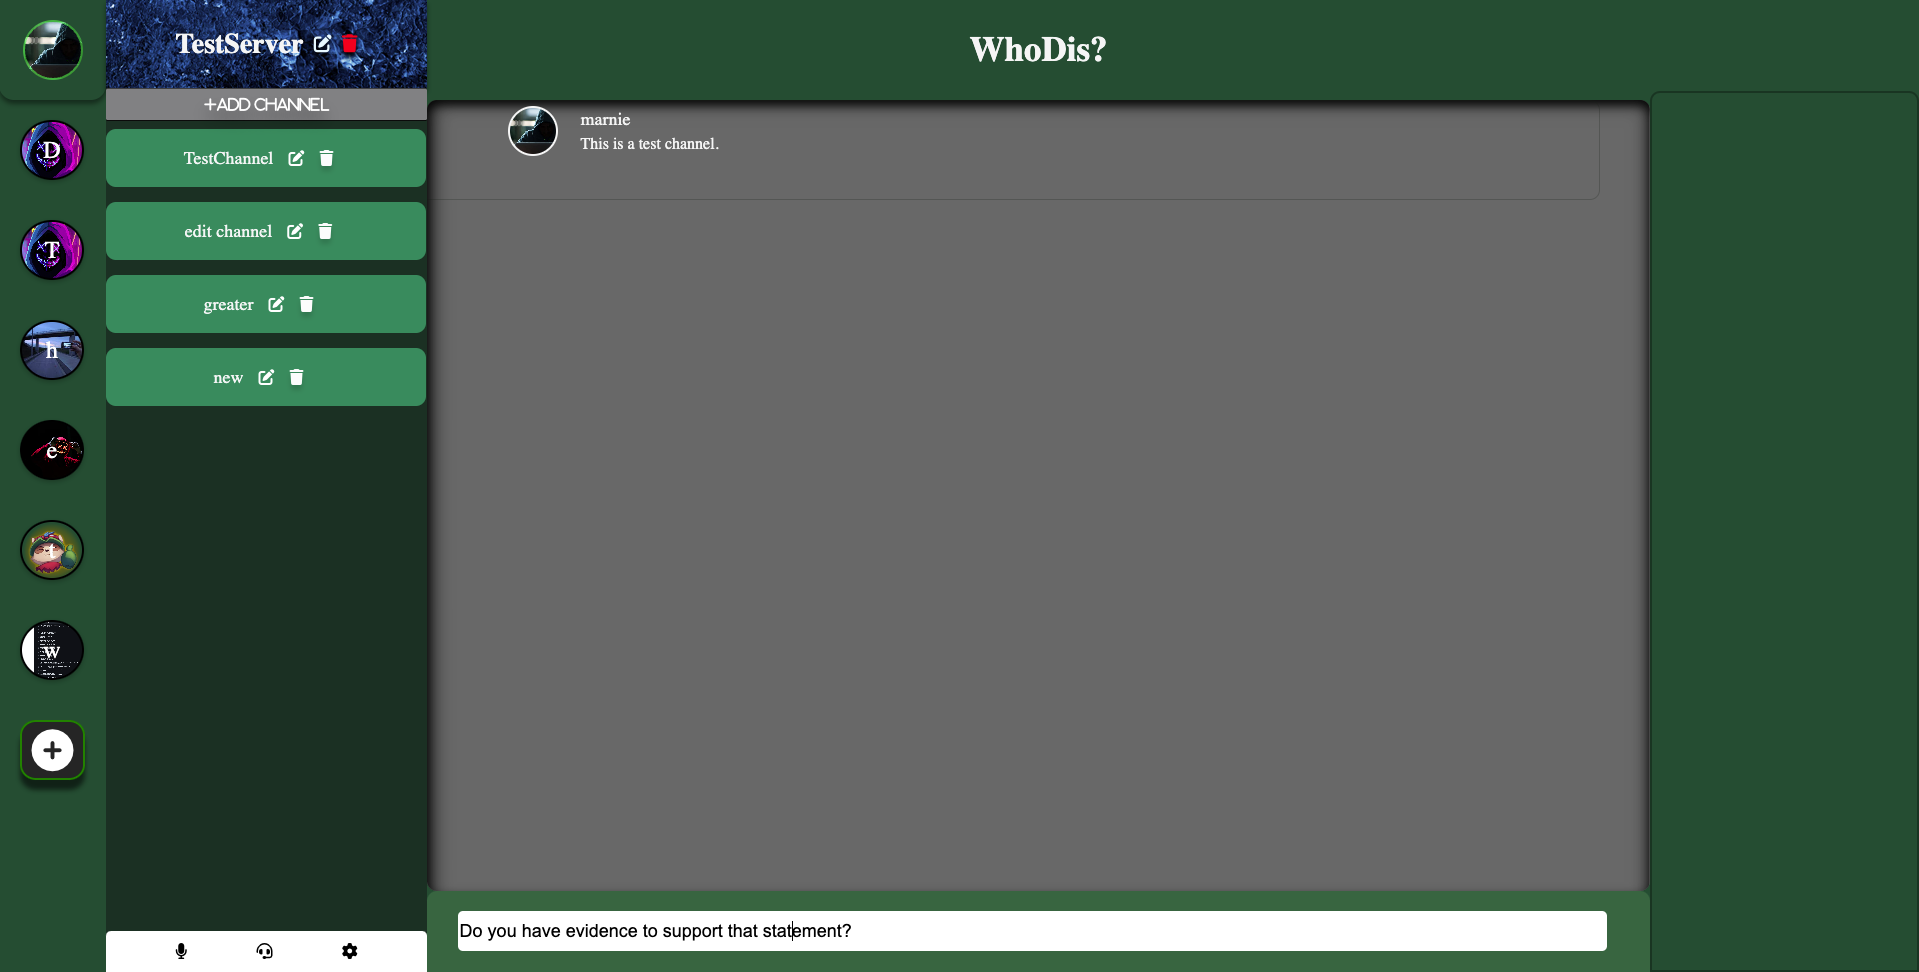 TestServer
+ADD CHANNEL
WhoDis?
D
T
h
e
t
w
TestChannel
edit channel
greater
new
marnie
This is a test channel.
Do you have evidence to support that statement?